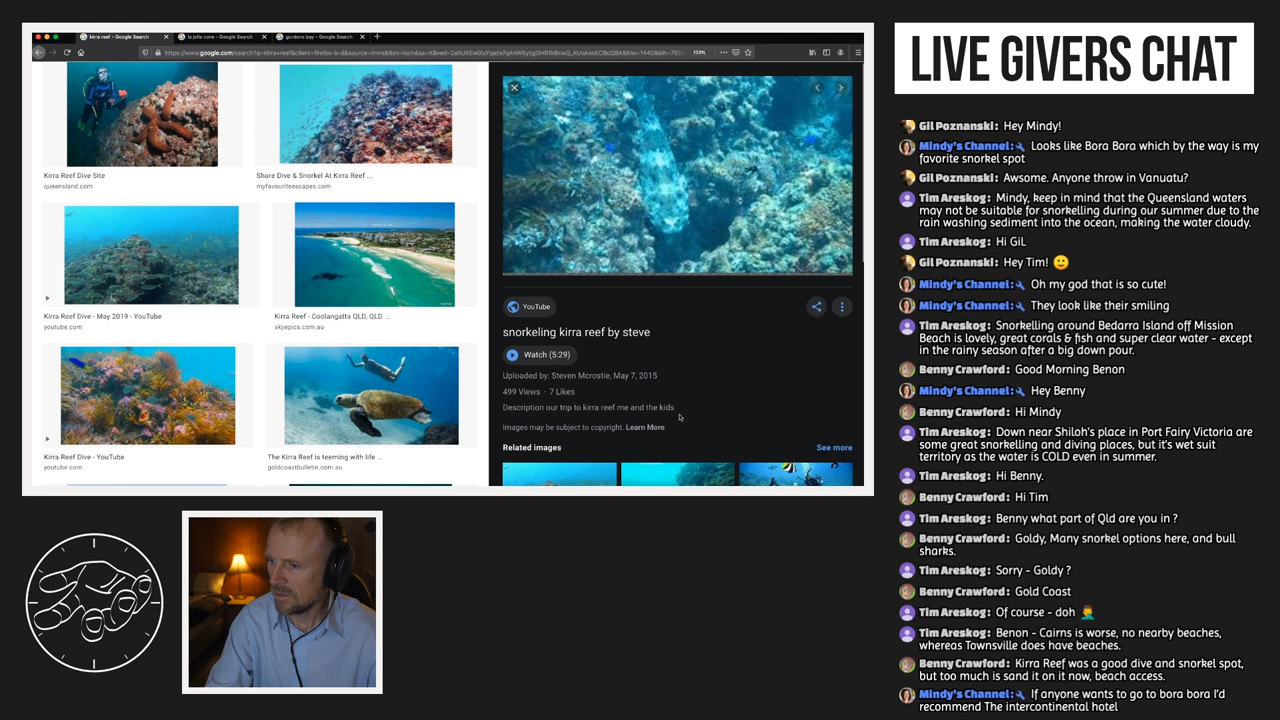 kirra reef - Google Search
la jolla cove - Google Search
gordons bay - Google Search
133%
Kirra Reef Dive Site
queensland.com
Shore Dive & Snorkel At Kirra Reef ...
myfavouriteescapes.com
Kirra Reef Dive - May 2019 - YouTube
youtube.com
Kirra Reef - Coolangatta QLD, QLD ...
skyepics.com.au
Kirra Reef Dive - YouTube
youtube.com
The Kirra Reef is teeming with life ...
goldcoastbulletin.com.au
YouTube
snorkeling kirra reef by steve
Watch (5:29)
Uploaded by: Steven Mcrostie, May 7, 2015
499 Views · 7 Likes
Description our trip to kirra reef me and the kids
Images may be subject to copyright. Learn More
Related images
See more
LIVE GIVERS CHAT
Gil Poznanski: Hey Mindy!
Mindy's Channel: Looks like Bora Bora which by the way is my
favorite snorkel spot
Gil Poznanski: Awsome. Anyone throw in Vanuatu?
Tim Areskog: Mindy, keep in mind that the Queensland waters
may not be suitable for snorkelling during our summer due to the
rain washing sediment into the ocean, making the water cloudy.
Tim Areskog: Hi GiL
Gil Poznanski: Hey Tim! 🙂
Mindy's Channel: Oh my god that is so cute!
Mindy's Channel: They look like their smiling
Tim Areskog: Snorkelling around Bedarra Island off Mission
Beach is lovely, great corals & fish and super clear water - except
in the rainy season after a big down pour.
Benny Crawford: Good Morning Benon
Mindy's Channel: Hey Benny
Benny Crawford: Hi Mindy
Tim Areskog: Down near Shiloh's place in Port Fairy Victoria are
some great snorkelling and diving places, but it's wet suit
territory as the water is COLD even in summer.
Tim Areskog: Hi Benny.
Benny Crawford: Hi Tim
Tim Areskog: Benny what part of Qld are you in ?
Benny Crawford: Goldy, Many snorkel options here, and bull
sharks.
Tim Areskog: Sorry - Goldy ?
Benny Crawford: Gold Coast
Tim Areskog: Of course - doh 🤦‍♂️
Tim Areskog: Benon - Cairns is worse, no nearby beaches,
whereas Townsville does have beaches.
Benny Crawford: Kirra Reef was a good dive and snorkel spot,
but too much is sand it on it now, beach access.
Mindy's Channel: If anyone wants to go to bora bora I'd
recommend The intercontinental hotel